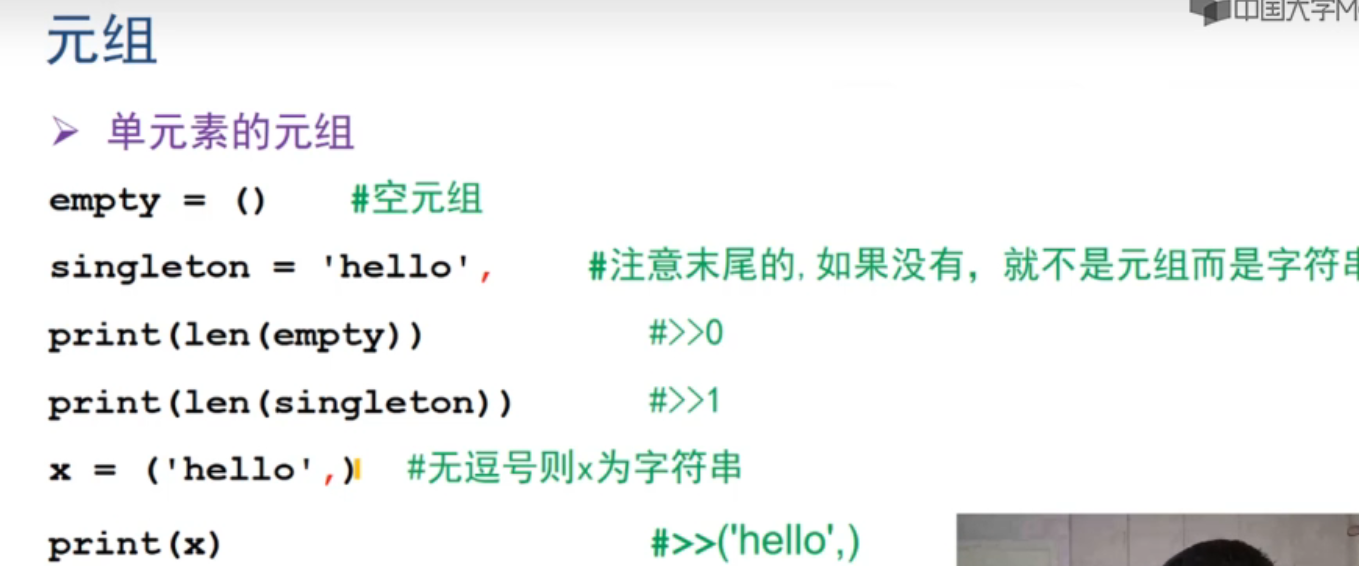 中国大学M
元组
➢ 单元素的元组
empty = () #空元组
singleton = 'hello', #注意末尾的,如果没有，就不是元组而是字符串
print(len(empty)) #>>0
print(len(singleton)) #>>1
x = ('hello',) #无逗号则x为字符串
print(x) #>>('hello',)